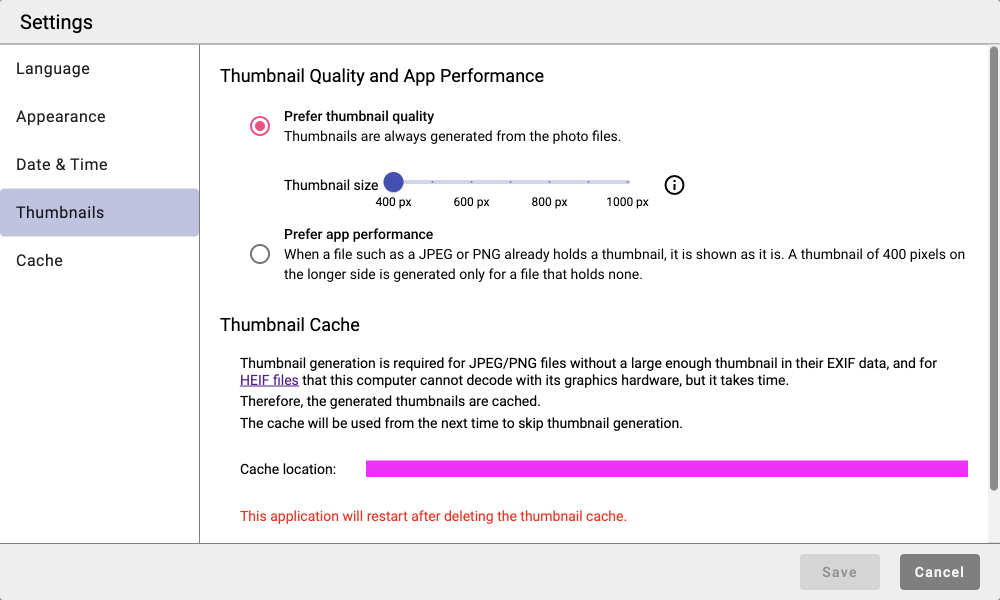 Settings
Language
Appearance
Date & Time
Thumbnails
Cache
Thumbnail Quality and App Performance
Prefer thumbnail quality
Thumbnails are always generated from the photo files.
Thumbnail size
400 px 600 px 800 px 1000 px
Prefer app performance
When a file such as a JPEG or PNG already holds a thumbnail, it is shown as it is. A thumbnail of 400 pixels on
the longer side is generated only for a file that holds none.
Thumbnail Cache
Thumbnail generation is required for JPEG/PNG files without a large enough thumbnail in their EXIF data, and for
HEIF files that this computer cannot decode with its graphics hardware, but it takes time.
Therefore, the generated thumbnails are cached.
The cache will be used from the next time to skip thumbnail generation.
Cache location:
This application will restart after deleting the thumbnail cache.
Save
Cancel